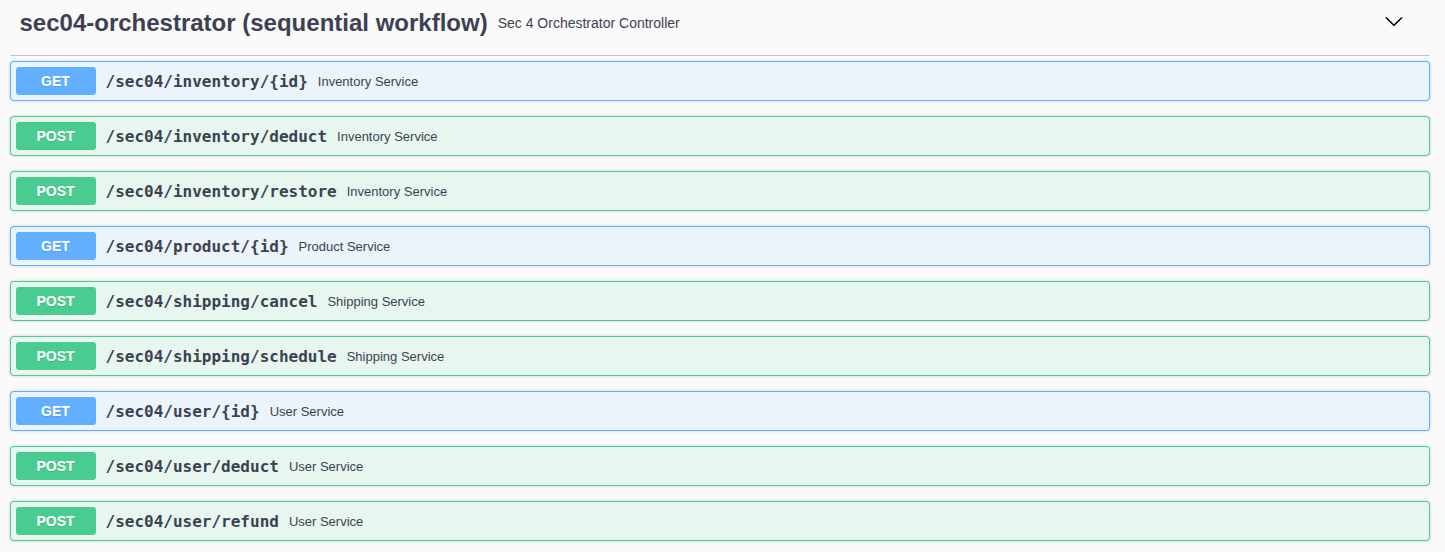 sec04-orchestrator (sequential workflow) Sec 4 Orchestrator Controller
GET /sec04/inventory/{id} Inventory Service
POST /sec04/inventory/deduct Inventory Service
POST /sec04/inventory/restore Inventory Service
GET /sec04/product/{id} Product Service
POST /sec04/shipping/cancel Shipping Service
POST /sec04/shipping/schedule Shipping Service
GET /sec04/user/{id} User Service
POST /sec04/user/deduct User Service
POST /sec04/user/refund User Service